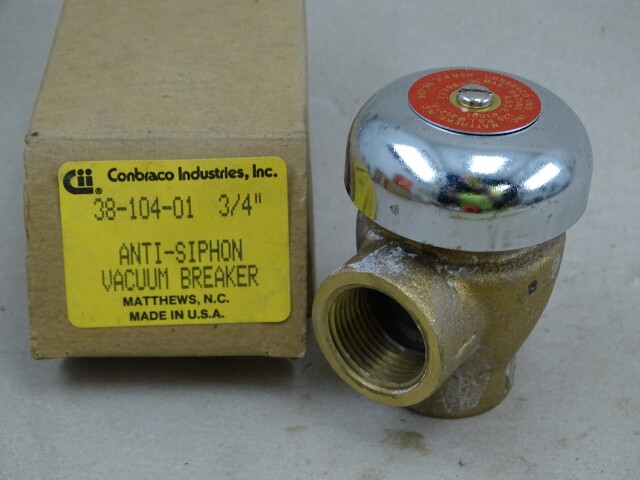 Cii® Conbraco Industries, Inc.
38-104-01 3/4"
ANTI-SIPHON
VACUUM BREAKER
MATTHEWS, N.C.
MADE IN U.S.A.